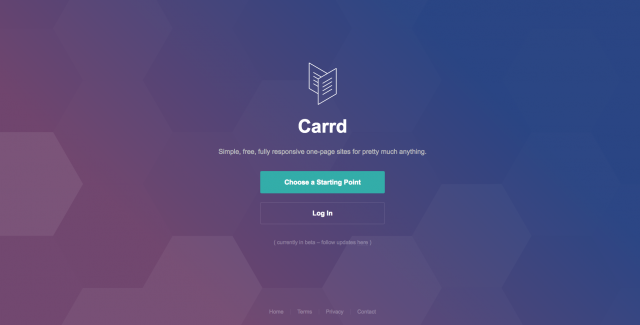 Carrd
Simple, free, fully responsive one-page sites for pretty much anything.
Choose a Starting Point
Log In
( currently in beta – follow updates here )
Home Terms Privacy Contact